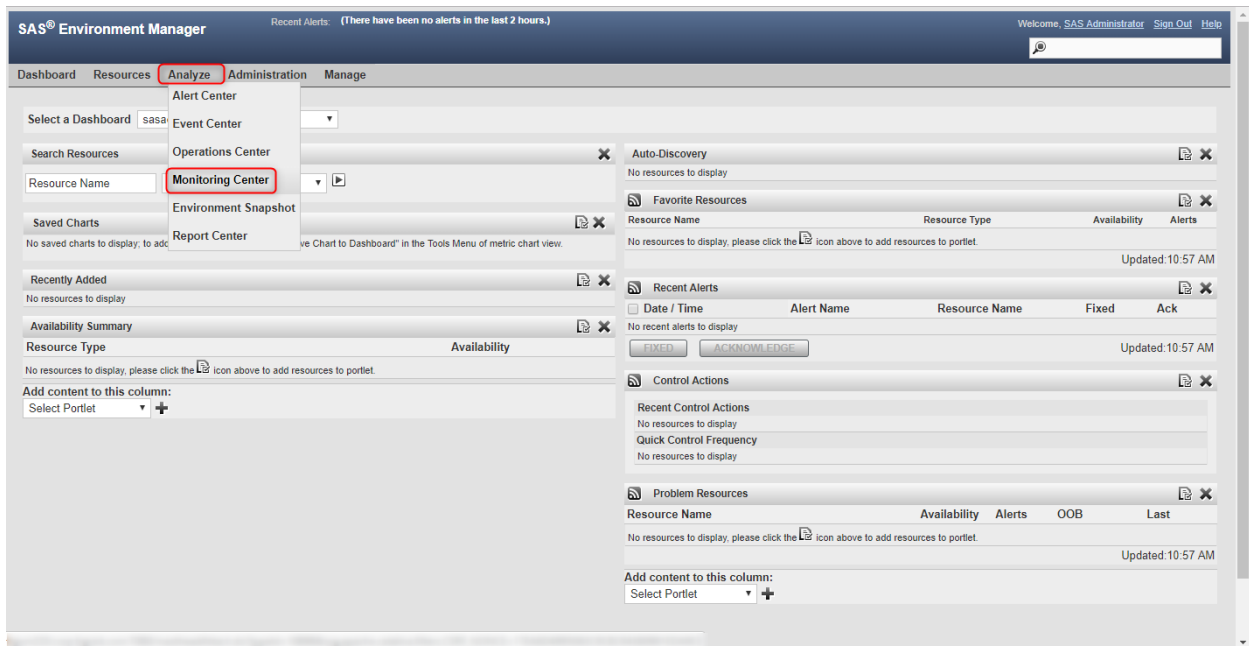 SAS® Environment Manager
Recent Alerts: (There have been no alerts in the last 2 hours.)
Welcome, SAS Administrator Sign Out Help
Dashboard Resources Analyze Administration Manage
Alert Center
Event Center
Operations Center
Monitoring Center
Environment Snapshot
Report Center
Select a Dashboard sasa
Search Resources
Resource Name
Saved Charts
No saved charts to display; to add ve Chart to Dashboard" in the Tools Menu of metric chart view.
Recently Added
No resources to display
Availability Summary
Resource Type Availability
No resources to display, please click the icon above to add resources to portlet.
Add content to this column:
Select Portlet
Auto-Discovery
No resources to display
Favorite Resources
Resource Name Resource Type Availability Alerts
No resources to display, please click the icon above to add resources to portlet.
Updated:10:57 AM
Recent Alerts
Date / Time Alert Name Resource Name Fixed Ack
No recent alerts to display
FIXED ACKNOWLEDGE Updated:10:57 AM
Control Actions
Recent Control Actions
No resources to display
Quick Control Frequency
No resources to display
Problem Resources
Resource Name Availability Alerts OOB Last
No resources to display, please click the icon above to add resources to portlet.
Updated:10:57 AM
Add content to this column:
Select Portlet